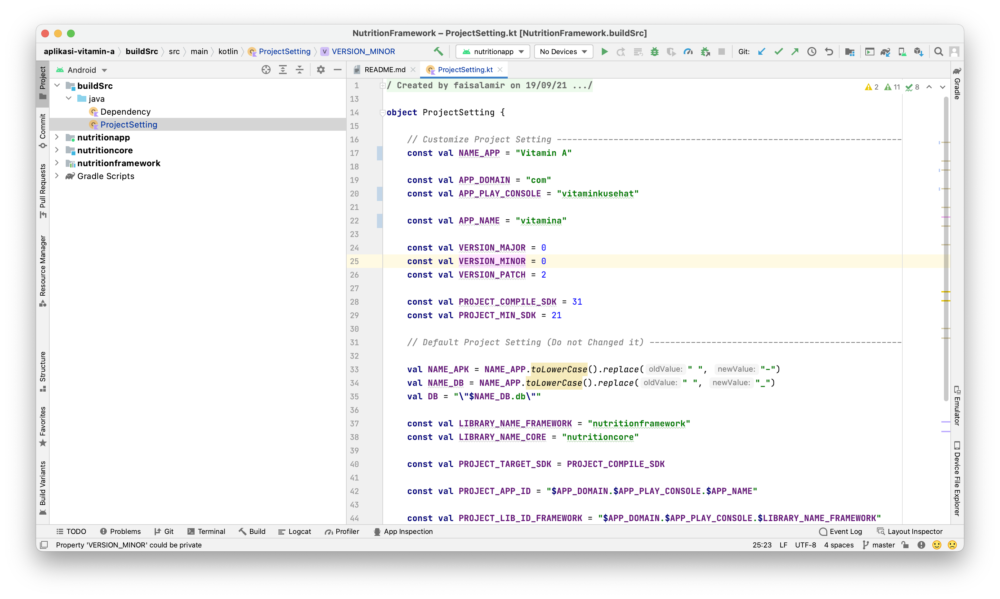 NutritionFramework – ProjectSetting.kt [NutritionFramework.buildSrc]
aplikasi-vitamin-a buildSrc src main kotlin ProjectSetting V VERSION_MINOR nutritionapp No Devices Git:
Project
Commit
Pull Requests
Resource Manager
Structure
Favorites
Build Variants
Android
buildSrc
java
Dependency
ProjectSetting
nutritionapp
nutritioncore
nutritionframework
Gradle Scripts
README.md ProjectSetting.kt
2 11 8
1 / Created by faisalamir on 19/09/21 .../
13
14 object ProjectSetting {
15
16 // Customize Project Setting -------------------------------------------------------------------
17 const val NAME_APP = "Vitamin A"
18
19 const val APP_DOMAIN = "com"
20 const val APP_PLAY_CONSOLE = "vitaminkusehat"
21
22 const val APP_NAME = "vitamina"
23
24 const val VERSION_MAJOR = 0
25 const val VERSION_MINOR = 0
26 const val VERSION_PATCH = 2
27
28 const val PROJECT_COMPILE_SDK = 31
29 const val PROJECT_MIN_SDK = 21
30
31 // Default Project Setting (Do not Changed it) -------------------------------------------------
32
33 val NAME_APK = NAME_APP.toLowerCase().replace( oldValue: " ", newValue: "-")
34 val NAME_DB = NAME_APP.toLowerCase().replace( oldValue: " ", newValue: "_")
35 val DB = "\"$NAME_DB.db\""
36
37 const val LIBRARY_NAME_FRAMEWORK = "nutritionframework"
38 const val LIBRARY_NAME_CORE = "nutritioncore"
39
40 const val PROJECT_TARGET_SDK = PROJECT_COMPILE_SDK
41
42 const val PROJECT_APP_ID = "$APP_DOMAIN.$APP_PLAY_CONSOLE.$APP_NAME"
43
44 const val PROJECT_LIB_ID_FRAMEWORK = "$APP_DOMAIN.$APP_PLAY_CONSOLE.$LIBRARY_NAME_FRAMEWORK"
Gradle
Emulator
Device File Explorer
TODO Problems Git Terminal Build Logcat Profiler App Inspection Event Log Layout Inspector
Property 'VERSION_MINOR' could be private 25:23 LF UTF-8 4 spaces master